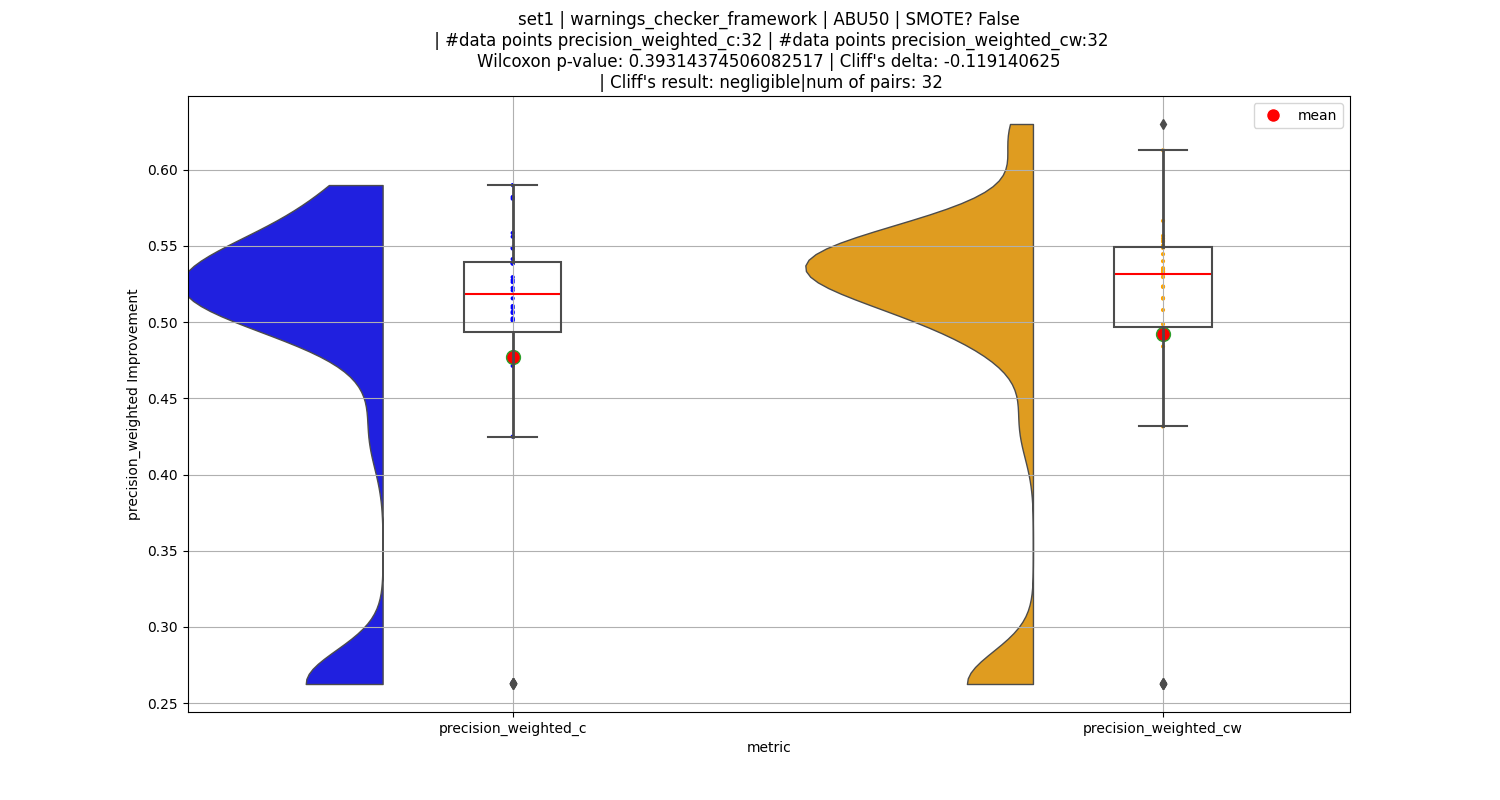 set1 | warnings_checker_framework | ABU50 | SMOTE? False
| #data points precision_weighted_c:32 | #data points precision_weighted_cw:32
Wilcoxon p-value: 0.39314374506082517 | Cliff's delta: -0.119140625
| Cliff's result: negligible|num of pairs: 32
mean
0.60
0.55
0.50
0.45
0.40
0.35
0.30
0.25
precision_weighted Improvement
precision_weighted_c
precision_weighted_cw
metric